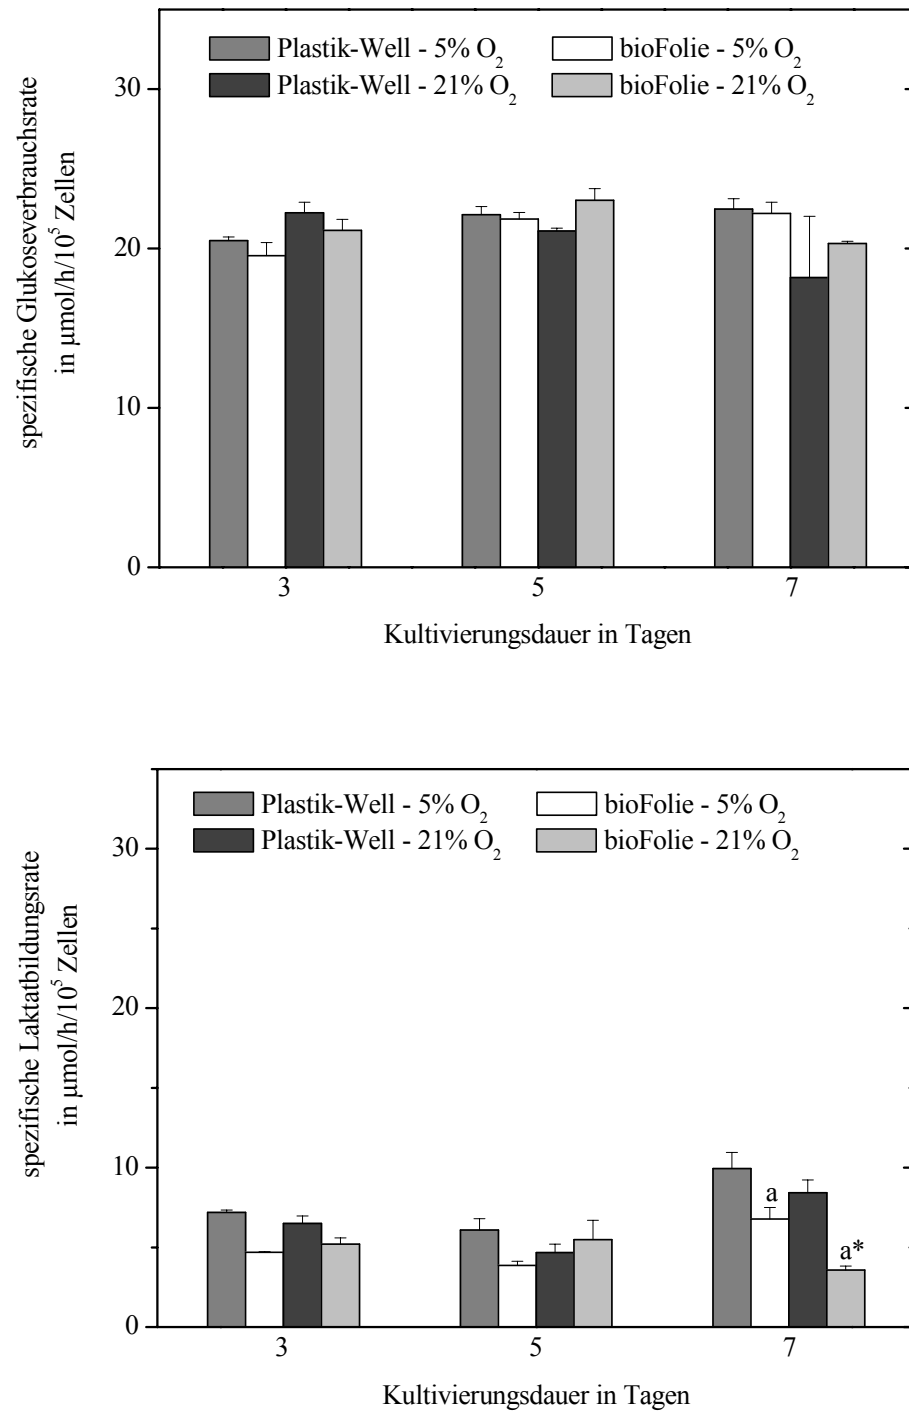 Plastik-Well - 5% O₂
bioFolie - 5% O₂
Plastik-Well - 21% O₂
bioFolie - 21% O₂
spezifische Glukoseverbrauchsrate
in µmol/h/10⁵ Zellen
30
20
10
0
3
5
7
Kultivierungsdauer in Tagen
Plastik-Well - 5% O₂
bioFolie - 5% O₂
Plastik-Well - 21% O₂
bioFolie - 21% O₂
spezifische Laktatbildungsrate
in µmol/h/10⁵ Zellen
30
20
10
0
a
a*
3
5
7
Kultivierungsdauer in Tagen